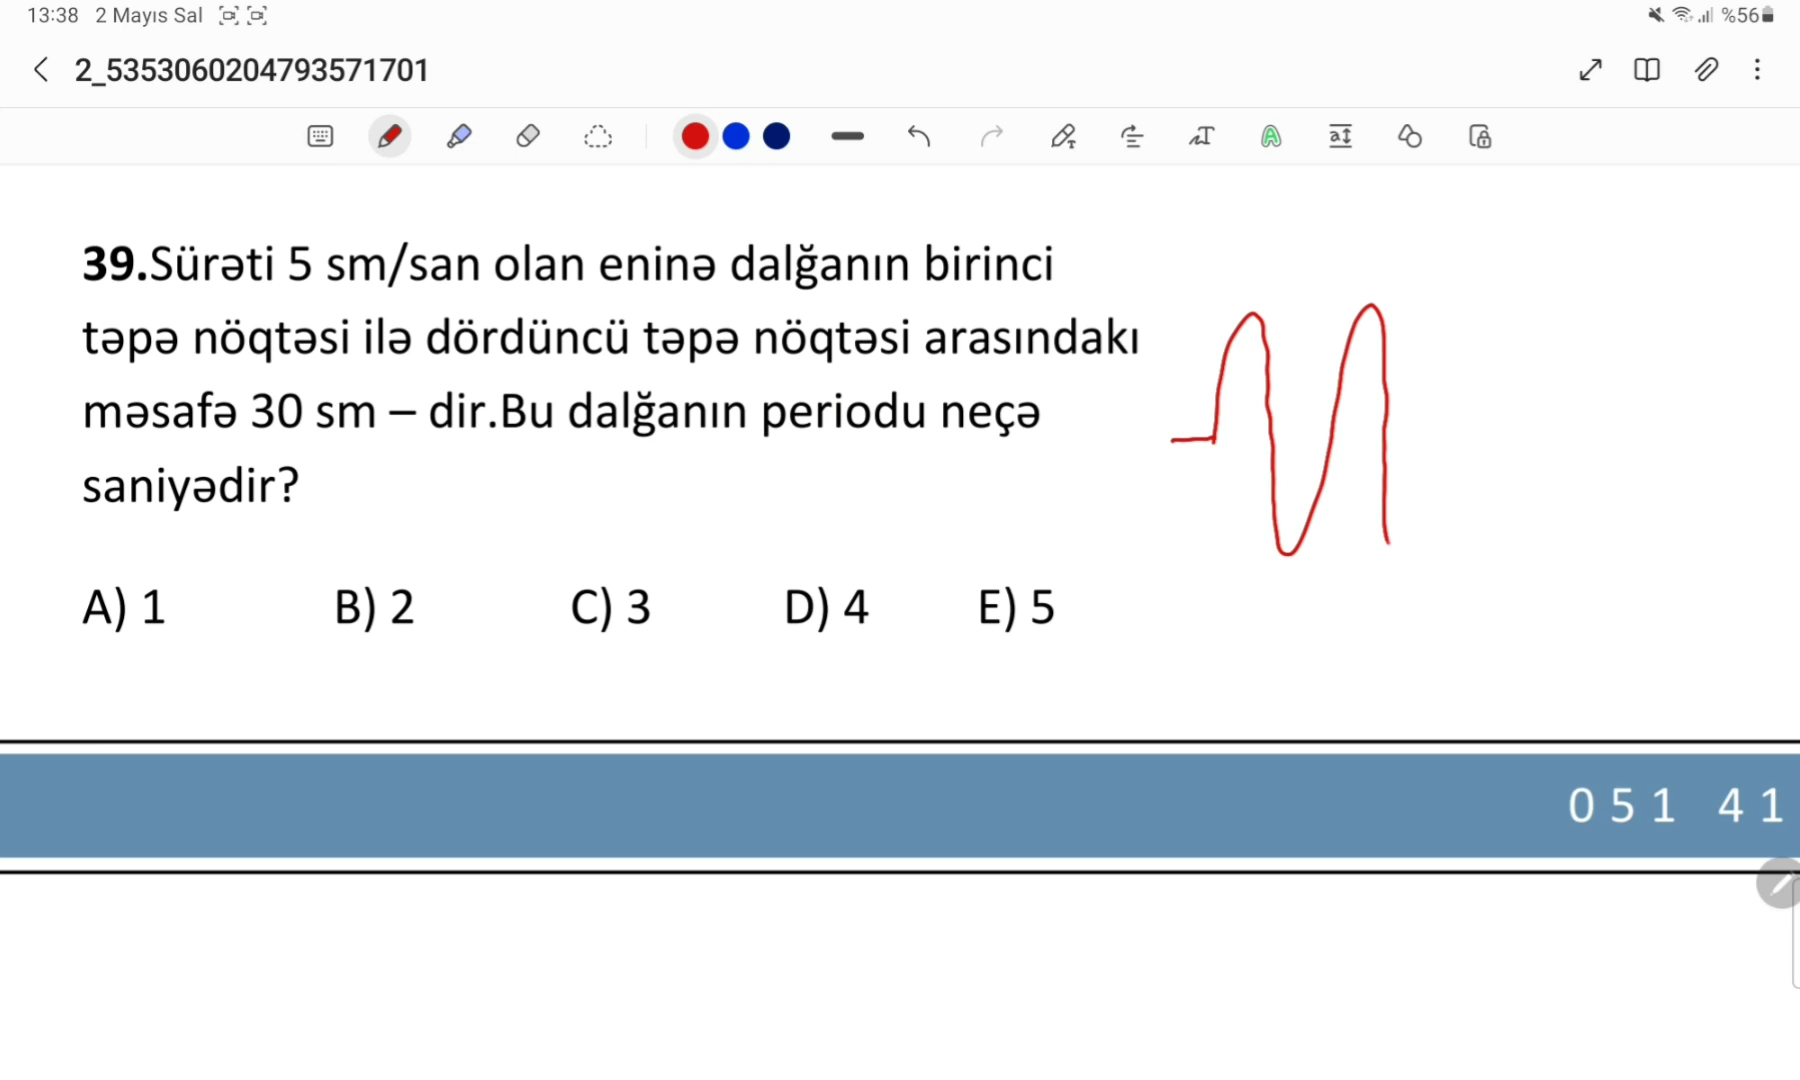 13:38 2 Mayıs Sal %56
2_5353060204793571701
39.Sürəti 5 sm/san olan eninə dalğanın birinci
təpə nöqtəsi ilə dördüncü təpə nöqtəsi arasındakı
məsafə 30 sm – dir.Bu dalğanın periodu neçə
saniyədir?
A) 1 B) 2 C) 3 D) 4 E) 5
051 41